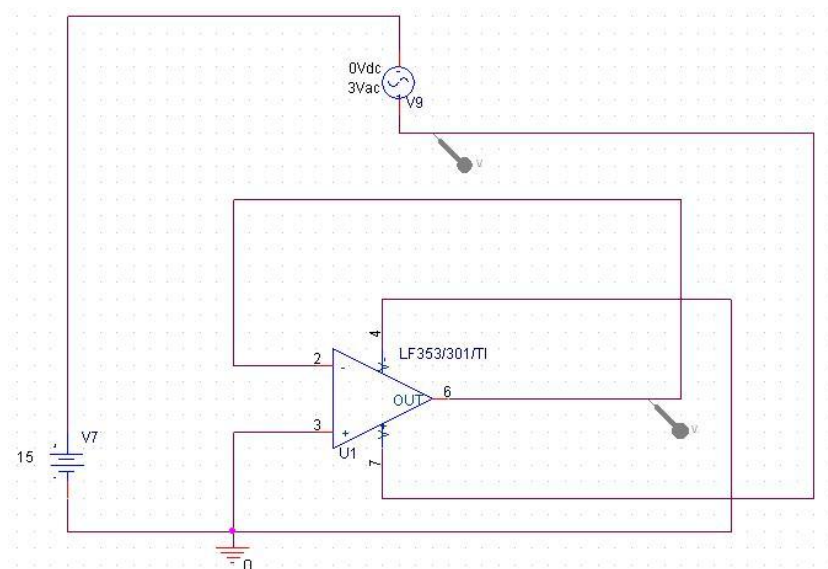 0Vdc
3Vac
V9
V
4
LF353/301/TI
2
-
V-
OUT
6
3
+
V+
U1
7
V
V7
15
0